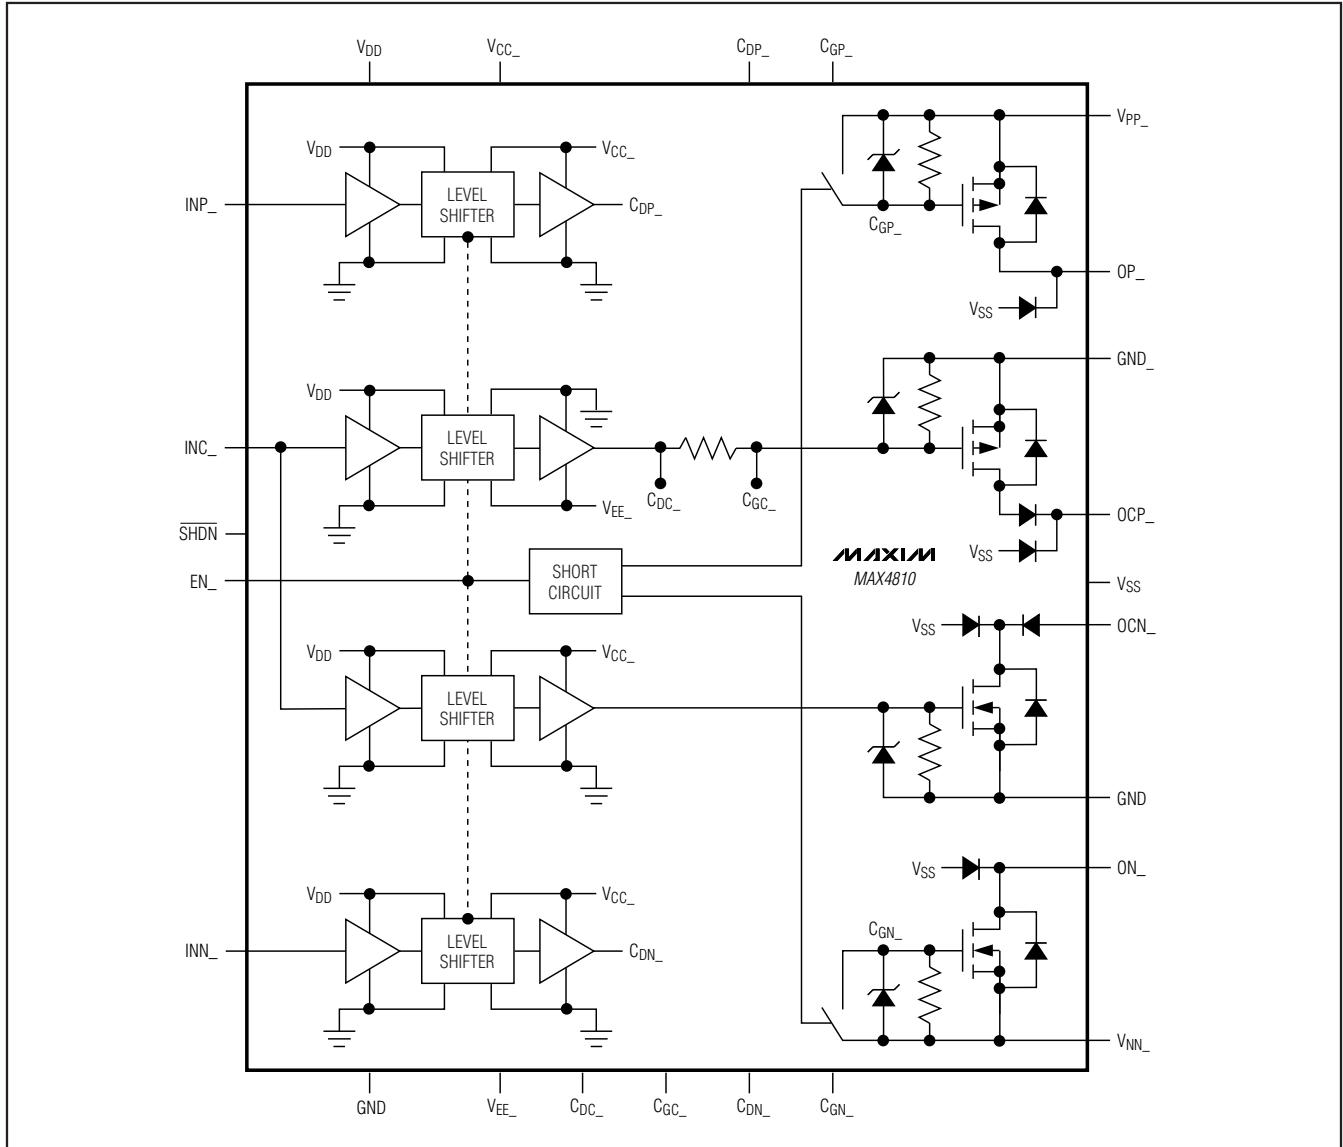 VDD
VCC_
CDP_
CGP_
VPP_
VDD
VCC_
INP_
LEVEL
SHIFTER
CDP_
CGP_
OP_
VSS
GND_
VDD
INC_
LEVEL
SHIFTER
CDC_
CGC_
VEE_
OCP_
SHDN
VSS
MAXIM
MAX4810
EN_
SHORT
CIRCUIT
VSS
VSS
OCN_
VDD
VCC_
LEVEL
SHIFTER
GND
VSS
ON_
VDD
VCC_
CGN_
INN_
LEVEL
SHIFTER
CDN_
VNN_
GND
VEE_
CDC_
CGC_
CDN_
CGN_